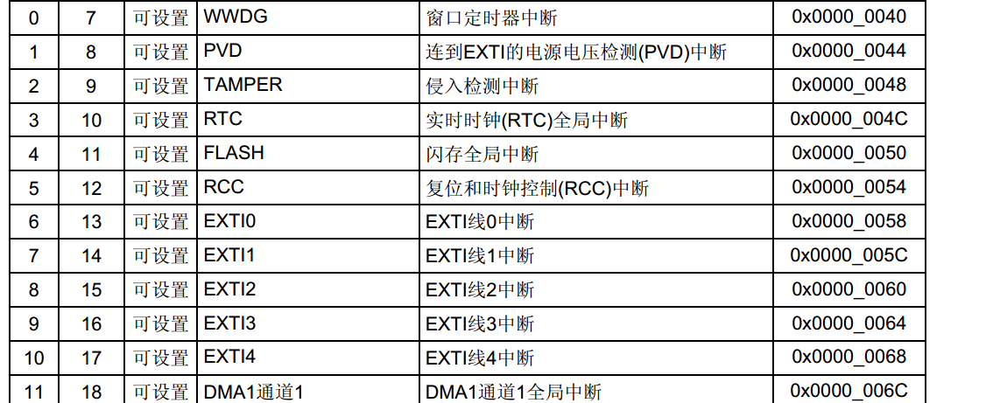 0 7 可设置 WWDG 窗口定时器中断 0x0000_0040
1 8 可设置 PVD 连到EXTI的电源电压检测(PVD)中断 0x0000_0044
2 9 可设置 TAMPER 侵入检测中断 0x0000_0048
3 10 可设置 RTC 实时时钟(RTC)全局中断 0x0000_004C
4 11 可设置 FLASH 闪存全局中断 0x0000_0050
5 12 可设置 RCC 复位和时钟控制(RCC)中断 0x0000_0054
6 13 可设置 EXTI0 EXTI线0中断 0x0000_0058
7 14 可设置 EXTI1 EXTI线1中断 0x0000_005C
8 15 可设置 EXTI2 EXTI线2中断 0x0000_0060
9 16 可设置 EXTI3 EXTI线3中断 0x0000_0064
10 17 可设置 EXTI4 EXTI线4中断 0x0000_0068
11 18 可设置 DMA1通道1 DMA1通道1全局中断 0x0000_006C